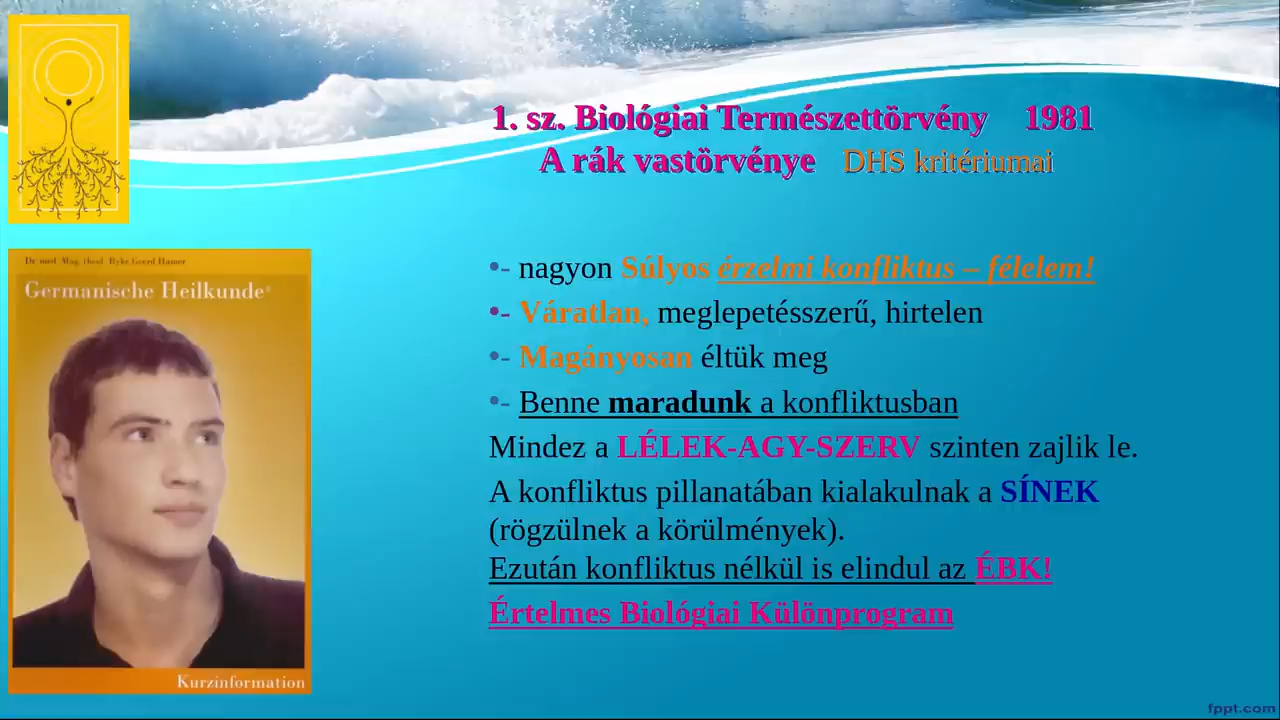 1. sz. Biológiai Természettörvény 1981
A rák vastörvénye DHS kritériumai
Dr. med. Mag. theol. Ryke Geerd Hamer
Germanische Heilkunde®
Kurzinformation
•- nagyon Súlyos érzelmi konfliktus – félelem!
•- Váratlan, meglepetésszerű, hirtelen
•- Magányosan éltük meg
•- Benne maradunk a konfliktusban
Mindez a LÉLEK-AGY-SZERV szinten zajlik le.
A konfliktus pillanatában kialakulnak a SÍNEK
(rögzülnek a körülmények).
Ezután konfliktus nélkül is elindul az ÉBK!
Értelmes Biológiai Különprogram
fppt.com